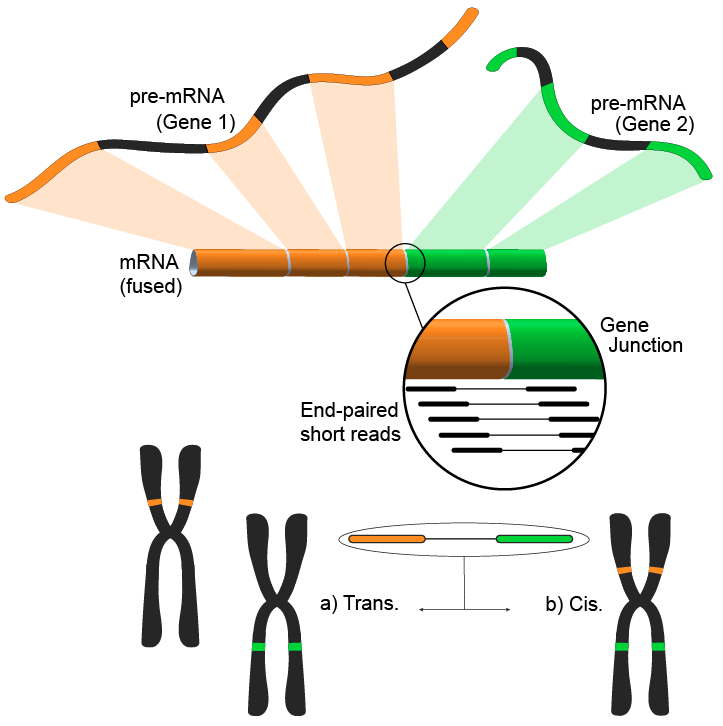 pre-mRNA
(Gene 1)
pre-mRNA
(Gene 2)
mRNA
(fused)
Gene
Junction
End-paired
short reads
a) Trans.
b) Cis.